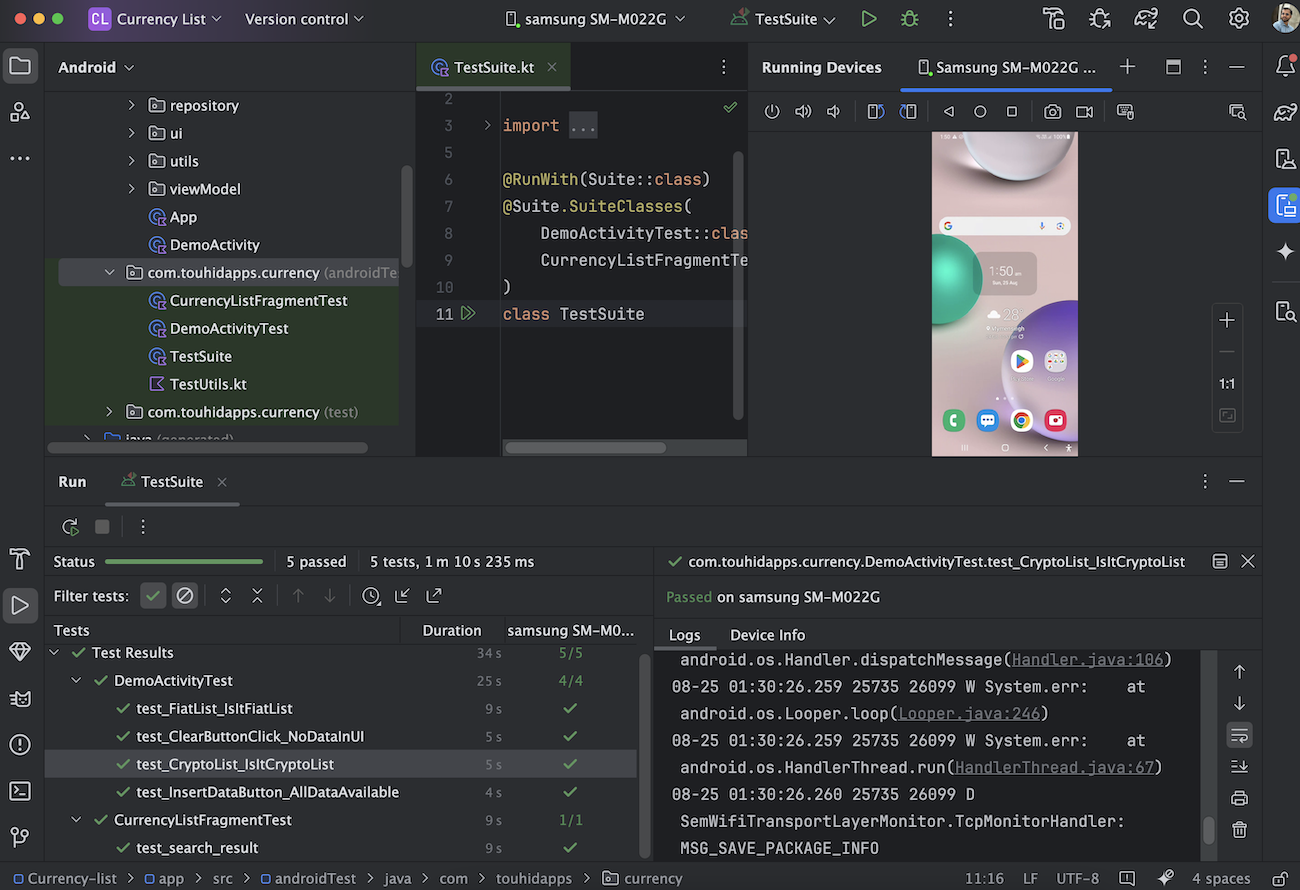 CL Currency List Version control samsung SM-M022G TestSuite
Android
TestSuite.kt
Running Devices Samsung SM-M022G ...
repository
ui
utils
viewModel
App
DemoActivity
com.touhidapps.currency (androidTe
CurrencyListFragmentTest
DemoActivityTest
TestSuite
TestUtils.kt
com.touhidapps.currency (test)
java (generated)
2
3 import ...
5
6 @RunWith(Suite::class)
7 @Suite.SuiteClasses(
8 DemoActivityTest::clas
9 CurrencyListFragmentTe
10 )
11 class TestSuite
1:50 am
28
1:1
Run TestSuite
Status 5 passed 5 tests, 1 m 10 s 235 ms
Filter tests:
Tests Duration samsung SM-M0...
Test Results 34 s 5/5
DemoActivityTest 25 s 4/4
test_FiatList_IsItFiatList 9 s
test_ClearButtonClick_NoDataInUI 5 s
test_CryptoList_IsItCryptoList 5 s
test_InsertDataButton_AllDataAvailable 4 s
CurrencyListFragmentTest 9 s 1/1
test_search_result 9 s
com.touhidapps.currency.DemoActivityTest.test_CryptoList_IsItCryptoList
Passed on samsung SM-M022G
Logs Device Info
android.os.Handler.dispatchMessage(Handler.java:106)
08-25 01:30:26.259 25735 26099 W System.err: at
android.os.Looper.loop(Looper.java:246)
08-25 01:30:26.259 25735 26099 W System.err: at
android.os.HandlerThread.run(HandlerThread.java:67)
08-25 01:30:26.260 25735 26099 D
SemWifiTransportLayerMonitor.TcpMonitorHandler:
MSG_SAVE_PACKAGE_INFO
Currency-list > app > src > androidTest > java > com > touhidapps > currency
11:16 LF UTF-8 4 spaces